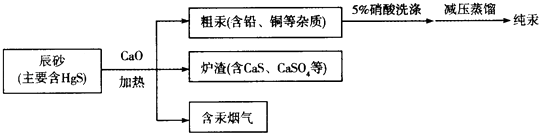 粗汞(含铅、铜等杂质)
5%硝酸洗涤
减压蒸馏
纯汞
辰砂
(主要含HgS)
CaO
加热
炉渣(含CaS、CaSO₄等)
含汞烟气